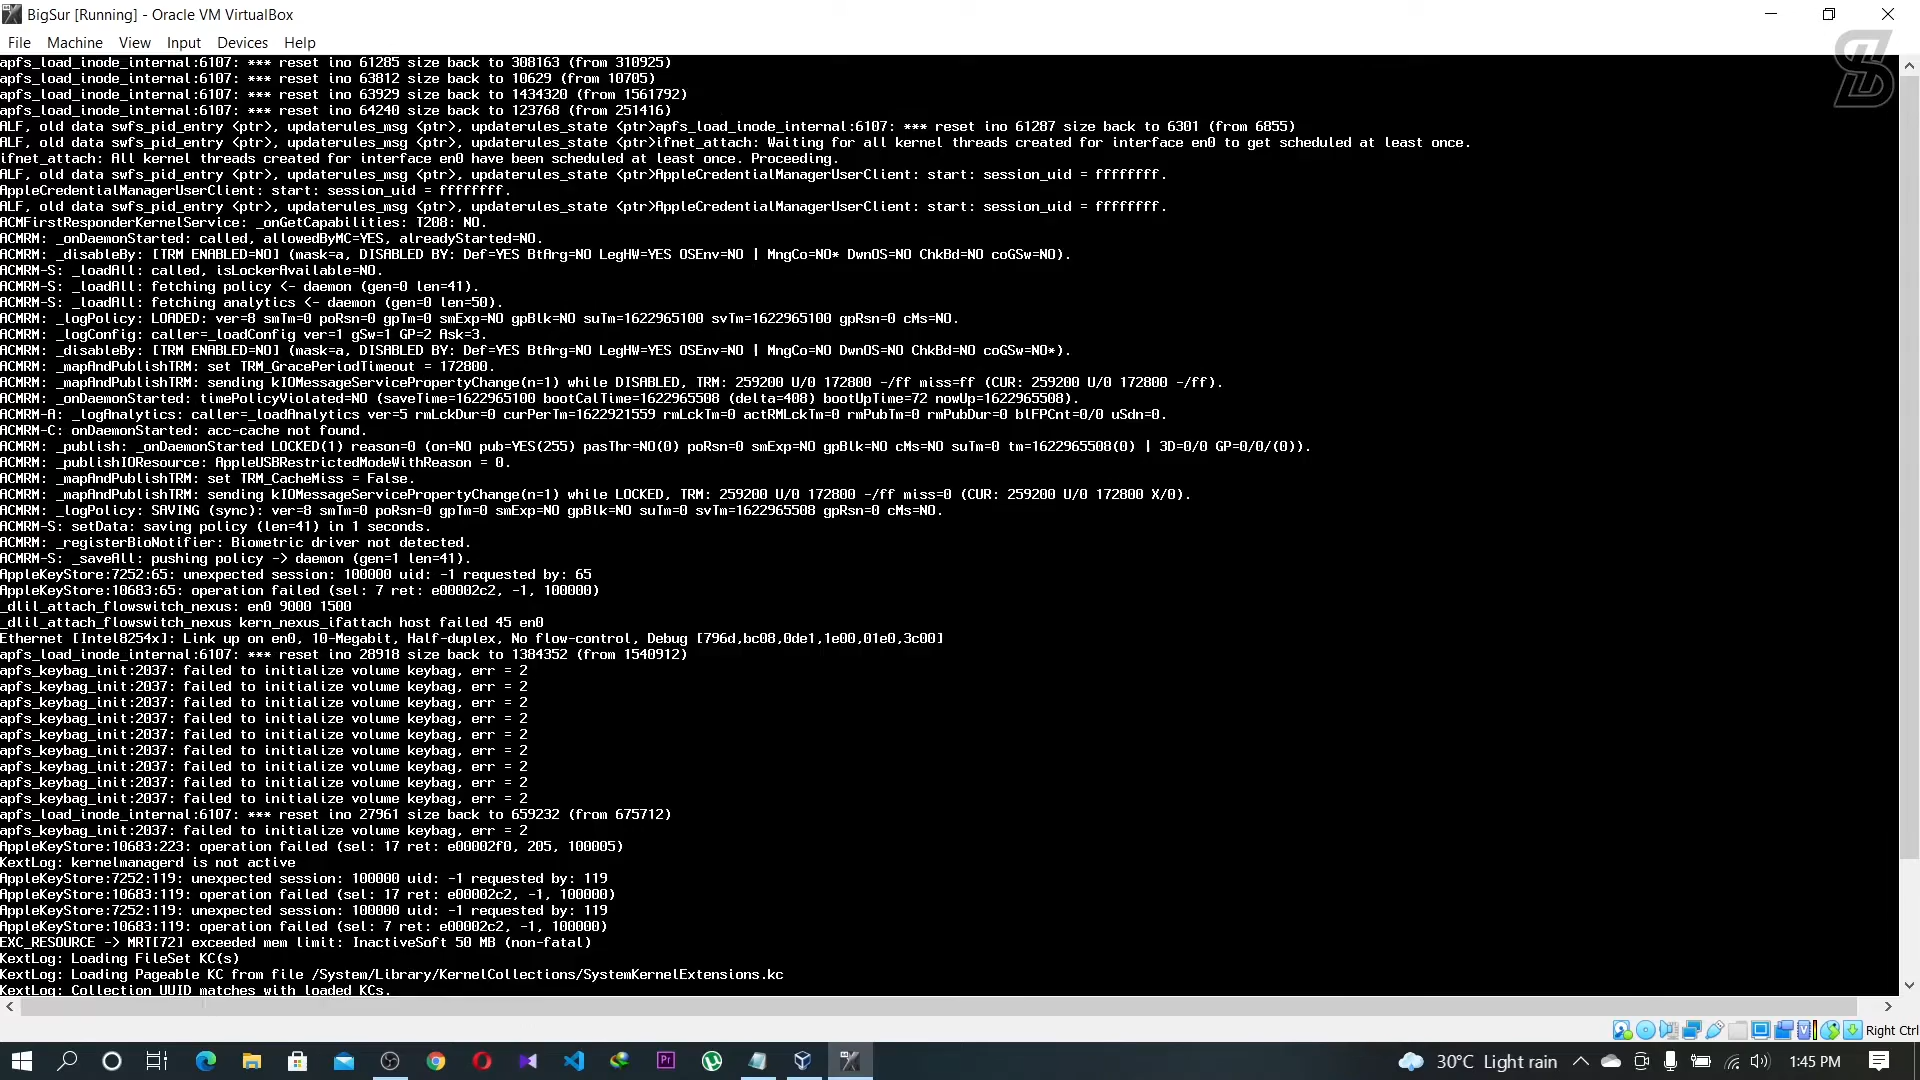 BigSur [Running] - Oracle VM VirtualBox
File Machine View Input Devices Help
apfs_load_inode_internal:6107: *** reset ino 61285 size back to 308163 (from 310925)
apfs_load_inode_internal:6107: *** reset ino 63812 size back to 10629 (from 10705)
apfs_load_inode_internal:6107: *** reset ino 63929 size back to 1434320 (from 1561792)
apfs_load_inode_internal:6107: *** reset ino 64240 size back to 123768 (from 251416)
ALF, old data swfs_pid_entry <ptr>, updaterules_msg <ptr>, updaterules_state <ptr>apfs_load_inode_internal:6107: *** reset ino 61287 size back to 6301 (from 6855)
ALF, old data swfs_pid_entry <ptr>, updaterules_msg <ptr>, updaterules_state <ptr>ifnet_attach: Waiting for all kernel threads created for interface en0 to get scheduled at least once.
ifnet_attach: All kernel threads created for interface en0 have been scheduled at least once. Proceeding.
ALF, old data swfs_pid_entry <ptr>, updaterules_msg <ptr>, updaterules_state <ptr>AppleCredentialManagerUserClient: start: session_uid = ffffffff.
AppleCredentialManagerUserClient: start: session_uid = ffffffff.
ALF, old data swfs_pid_entry <ptr>, updaterules_msg <ptr>, updaterules_state <ptr>AppleCredentialManagerUserClient: start: session_uid = ffffffff.
ACMFirstResponderKernelService: _onGetCapabilities: T208: NO.
ACMRM: _onDaemonStarted: called, allowedByMC=YES, alreadyStarted=NO.
ACMRM: _disableBy: [TRM ENABLED=NO] (mask=a, DISABLED BY: Def=YES BtArg=NO LegHW=YES OSEnv=NO | MngCo=NO* DwnOS=NO ChkBd=NO coGSw=NO).
ACMRM-S: _loadAll: called, isLockerAvailable=NO.
ACMRM-S: _loadAll: fetching policy <- daemon (gen=0 len=41).
ACMRM-S: _loadAll: fetching analytics <- daemon (gen=0 len=50).
ACMRM: _logPolicy: LOADED: ver=8 smTm=0 poRsn=0 gpTm=0 smExp=NO gpBlk=NO suTm=1622965100 svTm=1622965100 gpRsn=0 cMs=NO.
ACMRM: _logConfig: caller=_loadConfig ver=1 gSw=1 GP=2 Ask=3.
ACMRM: _disableBy: [TRM ENABLED=NO] (mask=a, DISABLED BY: Def=YES BtArg=NO LegHW=YES OSEnv=NO | MngCo=NO DwnOS=NO ChkBd=NO coGSw=NO*).
ACMRM: _mapAndPublishTRM: set TRM_GracePeriodTimeout = 172800.
ACMRM: _mapAndPublishTRM: sending kIOMessageServicePropertyChange(n=1) while DISABLED, TRM: 259200 U/0 172800 -/ff miss=ff (CUR: 259200 U/0 172800 -/ff).
ACMRM: _onDaemonStarted: timePolicyViolated=NO (saveTime=1622965100 bootCalTime=1622965508 (delta=408) bootUpTime=72 nowUp=1622965508).
ACMRM-A: _logAnalytics: caller=_loadAnalytics ver=5 rmLckDur=0 curPerTm=1622921559 rmLckTm=0 actRMLckTm=0 rmPubTm=0 rmPubDur=0 blFPCnt=0/0 uSdn=0.
ACMRM-C: onDaemonStarted: acc-cache not found.
ACMRM: _publish: _onDaemonStarted LOCKED(1) reason=0 (on=NO pub=YES(255) pasThr=NO(0) poRsn=0 smExp=NO gpBlk=NO cMs=NO suTm=0 tm=1622965508(0) | 3D=0/0 GP=0/0/(0)).
ACMRM: _publishIOResource: AppleUSBRestrictedModeWithReason = 0.
ACMRM: _mapAndPublishTRM: set TRM_CacheMiss = False.
ACMRM: _mapAndPublishTRM: sending kIOMessageServicePropertyChange(n=1) while LOCKED, TRM: 259200 U/0 172800 -/ff miss=0 (CUR: 259200 U/0 172800 X/0).
ACMRM: _logPolicy: SAVING (sync): ver=8 smTm=0 poRsn=0 gpTm=0 smExp=NO gpBlk=NO suTm=0 svTm=1622965508 gpRsn=0 cMs=NO.
ACMRM-S: setData: saving policy (len=41) in 1 seconds.
ACMRM: _registerBioNotifier: Biometric driver not detected.
ACMRM-S: _saveAll: pushing policy -> daemon (gen=1 len=41).
AppleKeyStore:7252:65: unexpected session: 100000 uid: -1 requested by: 65
AppleKeyStore:10683:65: operation failed (sel: 7 ret: e00002c2, -1, 100000)
_dlil_attach_flowswitch_nexus: en0 9000 1500
_dlil_attach_flowswitch_nexus kern_nexus_ifattach host failed 45 en0
Ethernet [Intel8254x]: Link up on en0, 10-Megabit, Half-duplex, No flow-control, Debug [796d,bc08,0de1,1e00,01e0,3c00]
apfs_load_inode_internal:6107: *** reset ino 28918 size back to 1384352 (from 1540912)
apfs_keybag_init:2037: failed to initialize volume keybag, err = 2
apfs_keybag_init:2037: failed to initialize volume keybag, err = 2
apfs_keybag_init:2037: failed to initialize volume keybag, err = 2
apfs_keybag_init:2037: failed to initialize volume keybag, err = 2
apfs_keybag_init:2037: failed to initialize volume keybag, err = 2
apfs_keybag_init:2037: failed to initialize volume keybag, err = 2
apfs_keybag_init:2037: failed to initialize volume keybag, err = 2
apfs_keybag_init:2037: failed to initialize volume keybag, err = 2
apfs_keybag_init:2037: failed to initialize volume keybag, err = 2
apfs_load_inode_internal:6107: *** reset ino 27961 size back to 659232 (from 675712)
apfs_keybag_init:2037: failed to initialize volume keybag, err = 2
AppleKeyStore:10683:223: operation failed (sel: 17 ret: e00002f0, 205, 100005)
KextLog: kernelmanagerd is not active
AppleKeyStore:7252:119: unexpected session: 100000 uid: -1 requested by: 119
AppleKeyStore:10683:119: operation failed (sel: 17 ret: e00002c2, -1, 100000)
AppleKeyStore:7252:119: unexpected session: 100000 uid: -1 requested by: 119
AppleKeyStore:10683:119: operation failed (sel: 7 ret: e00002c2, -1, 100000)
EXC_RESOURCE -> MRT[72] exceeded mem limit: InactiveSoft 50 MB (non-fatal)
KextLog: Loading FileSet KC(s)
KextLog: Loading Pageable KC from file /System/Library/KernelCollections/SystemKernelExtensions.kc
KextLog: Collection UUID matches with loaded KCs.
Right Ctrl
Pr
30°C Light rain
1:45 PM